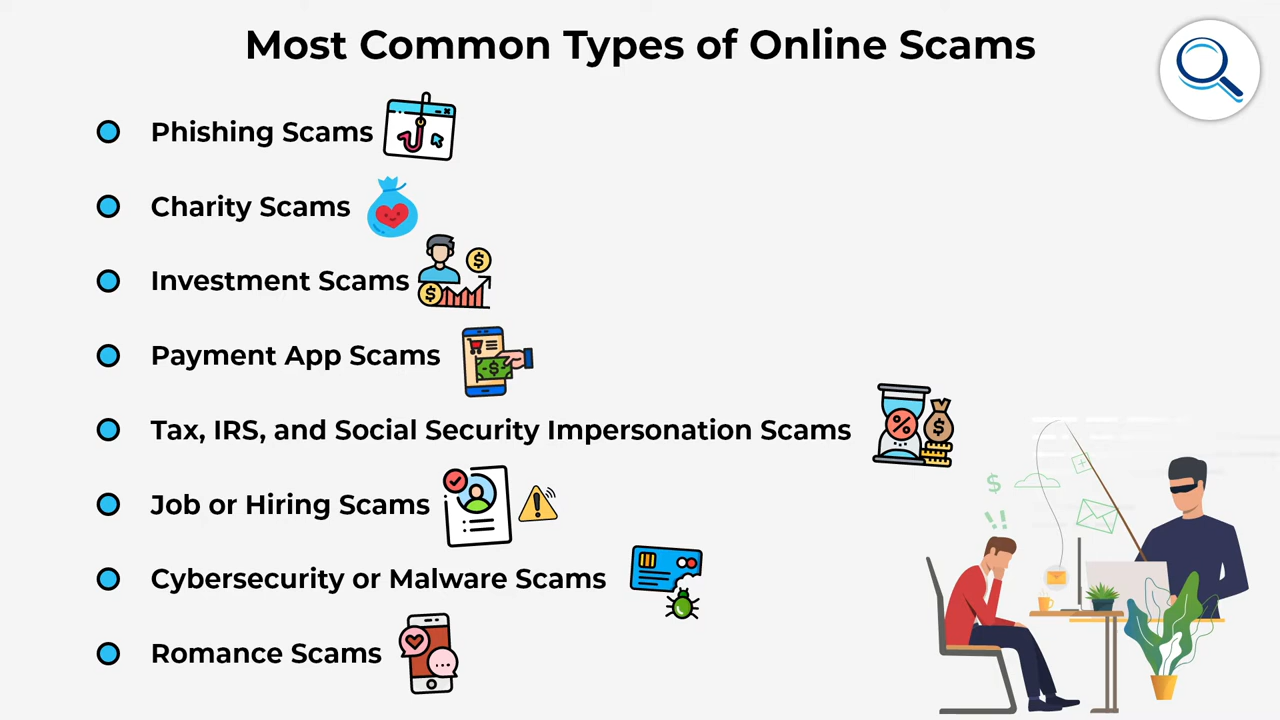 Most Common Types of Online Scams
Phishing Scams
Charity Scams
Investment Scams
Payment App Scams
Tax, IRS, and Social Security Impersonation Scams
Job or Hiring Scams
Cybersecurity or Malware Scams
Romance Scams